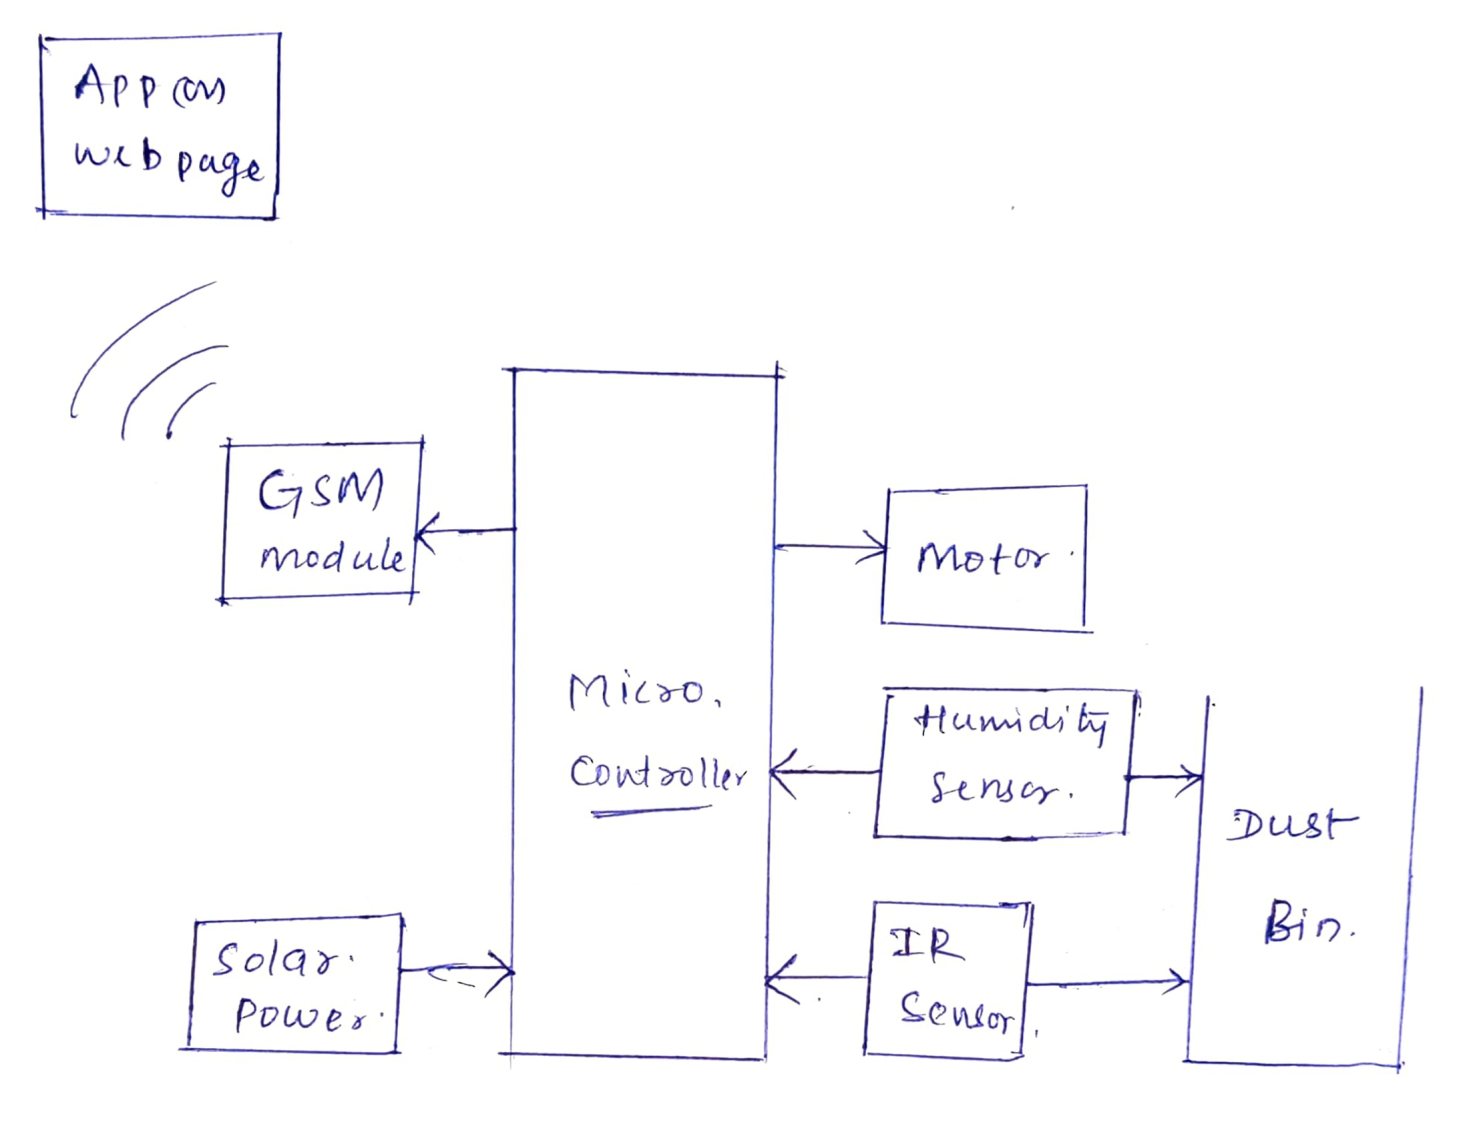 App (or)
web page
GSM
module
Motor.
Micro.
Controller
Humidity
Sensor.
Dust
Bin.
Solar.
Power.
IR
Sensor.